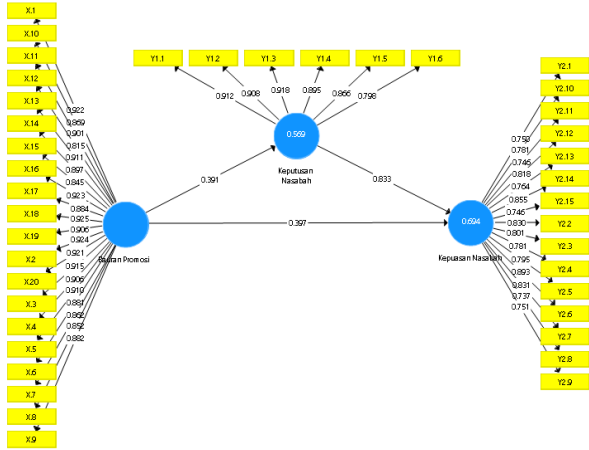 X.1
X.10
X.11
X.12
X.13
X.14
X.15
X.16
X.17
X.18
X.19
X.2
X.20
X.3
X.4
X.5
X.6
X.7
X.8
X.9
0.922
0.869
0.901
0.815
0.911
0.897
0.845
0.923
0.884
0.925
0.906
0.924
0.921
0.915
0.906
0.910
0.881
0.862
0.852
0.882
Bauran Promosi
Y1.1 Y1.2 Y1.3 Y1.4 Y1.5 Y1.6
0.912 0.908 0.918 0.895 0.866 0.798
0.569
Keputusan
Nasabah
0.391
0.833
0.397
0.694
Kepuasan Nasabah
0.753
0.781
0.746
0.818
0.764
0.855
0.746
0.830
0.801
0.781
0.795
0.893
0.831
0.737
0.751
Y2.1
Y2.10
Y2.11
Y2.12
Y2.13
Y2.14
Y2.15
Y2.2
Y2.3
Y2.4
Y2.5
Y2.6
Y2.7
Y2.8
Y2.9